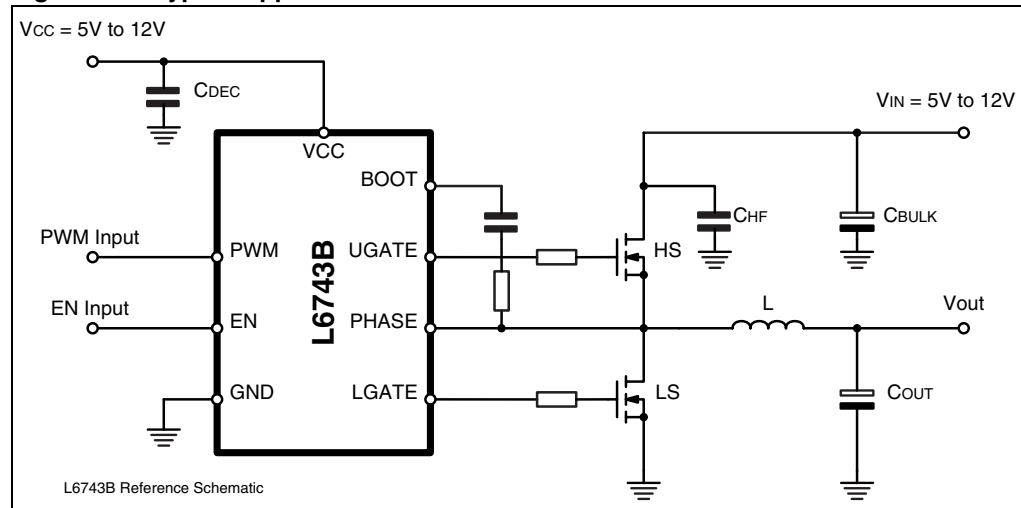 VCC = 5V to 12V
CDEC
VIN = 5V to 12V
VCC
BOOT
CHF
CBULK
PWM Input
PWM
UGATE
HS
L6743B
EN Input
EN
PHASE
L
Vout
GND
LGATE
LS
COUT
L6743B Reference Schematic